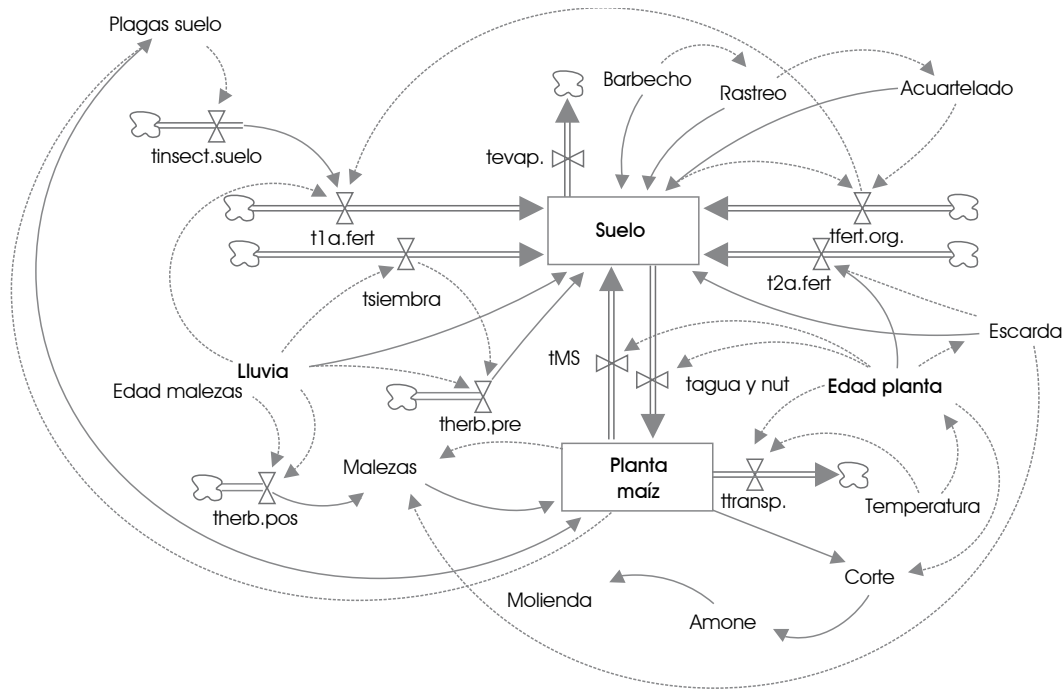 Plagas suelo
Barbecho
Rastreo
Acuartelado
tinsect.suelo
tevap.
t1a.fert
Suelo
tfert.org.
tsiembra
t2a.fert
Escarda
Lluvia
tMS
tagua y nut
Edad planta
Edad malezas
therb.pre
Malezas
Planta
maíz
ttransp.
Temperatura
therb.pos
Corte
Molienda
Amone